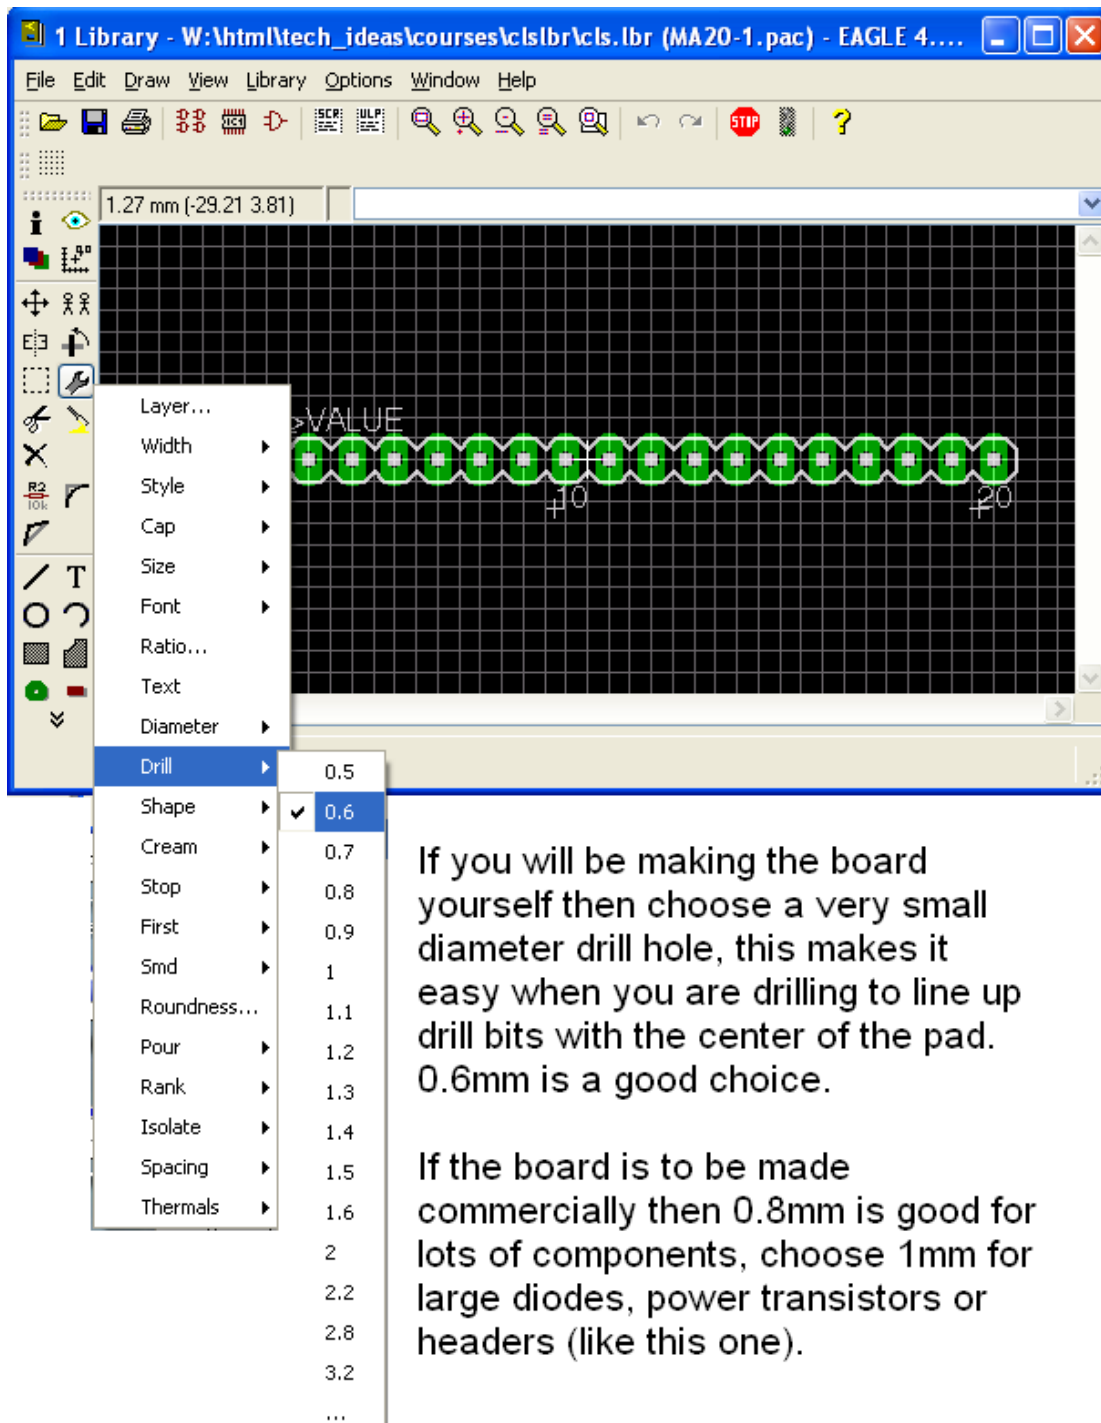 1 Library - W:\html\tech_ideas\courses\clslbr\cls.lbr (MA20-1.pac) - EAGLE 4....
File Edit Draw View Library Options Window Help
SCR ULP STOP
1.27 mm (-29.21 3.81)
>VALUE
10
20
R2
10k
T
Layer...
Width
Style
Cap
Size
Font
Ratio...
Text
Diameter
Drill
Shape
Cream
Stop
First
Smd
Roundness...
Pour
Rank
Isolate
Spacing
Thermals
0.5
0.6
0.7
0.8
0.9
1
1.1
1.2
1.3
1.4
1.5
1.6
2
2.2
2.8
3.2
...
If you will be making the board
yourself then choose a very small
diameter drill hole, this makes it
easy when you are drilling to line up
drill bits with the center of the pad.
0.6mm is a good choice.
If the board is to be made
commercially then 0.8mm is good for
lots of components, choose 1mm for
large diodes, power transistors or
headers (like this one).